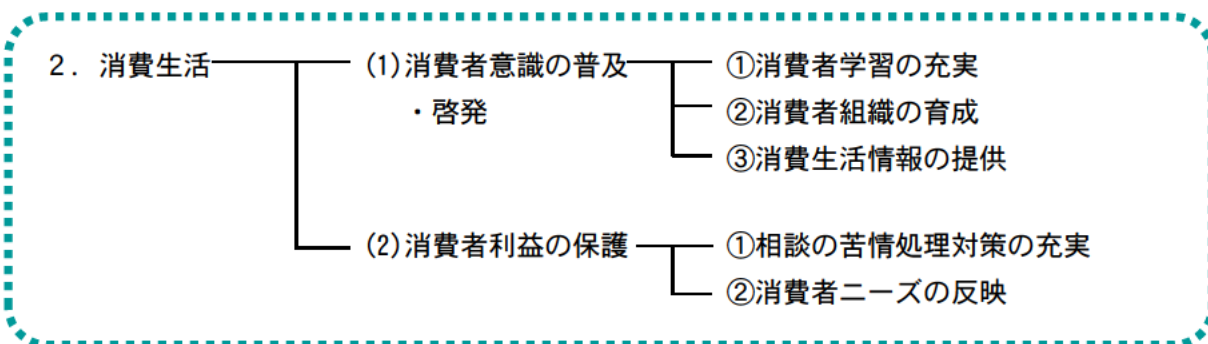 2．消費生活
(1)消費者意識の普及
・啓発
①消費者学習の充実
②消費者組織の育成
③消費生活情報の提供
(2)消費者利益の保護
①相談の苦情処理対策の充実
②消費者ニーズの反映